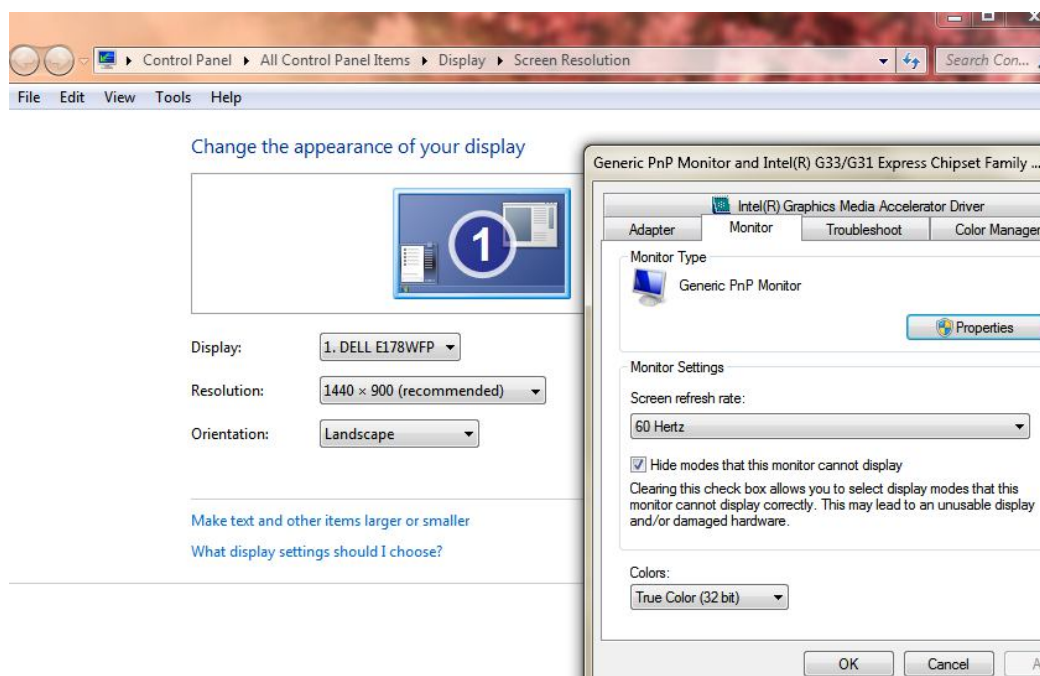 Control Panel All Control Panel Items Display Screen Resolution
Search Con...
File Edit View Tools Help
Change the appearance of your display
1
Display: 1. DELL E178WFP
Resolution: 1440 × 900 (recommended)
Orientation: Landscape
Make text and other items larger or smaller
What display settings should I choose?
Generic PnP Monitor and Intel(R) G33/G31 Express Chipset Family ...
Intel(R) Graphics Media Accelerator Driver
Adapter Monitor Troubleshoot Color Manager
Monitor Type
Generic PnP Monitor
Properties
Monitor Settings
Screen refresh rate:
60 Hertz
Hide modes that this monitor cannot display
Clearing this check box allows you to select display modes that this
monitor cannot display correctly. This may lead to an unusable display
and/or damaged hardware.
Colors:
True Color (32 bit)
OK Cancel A